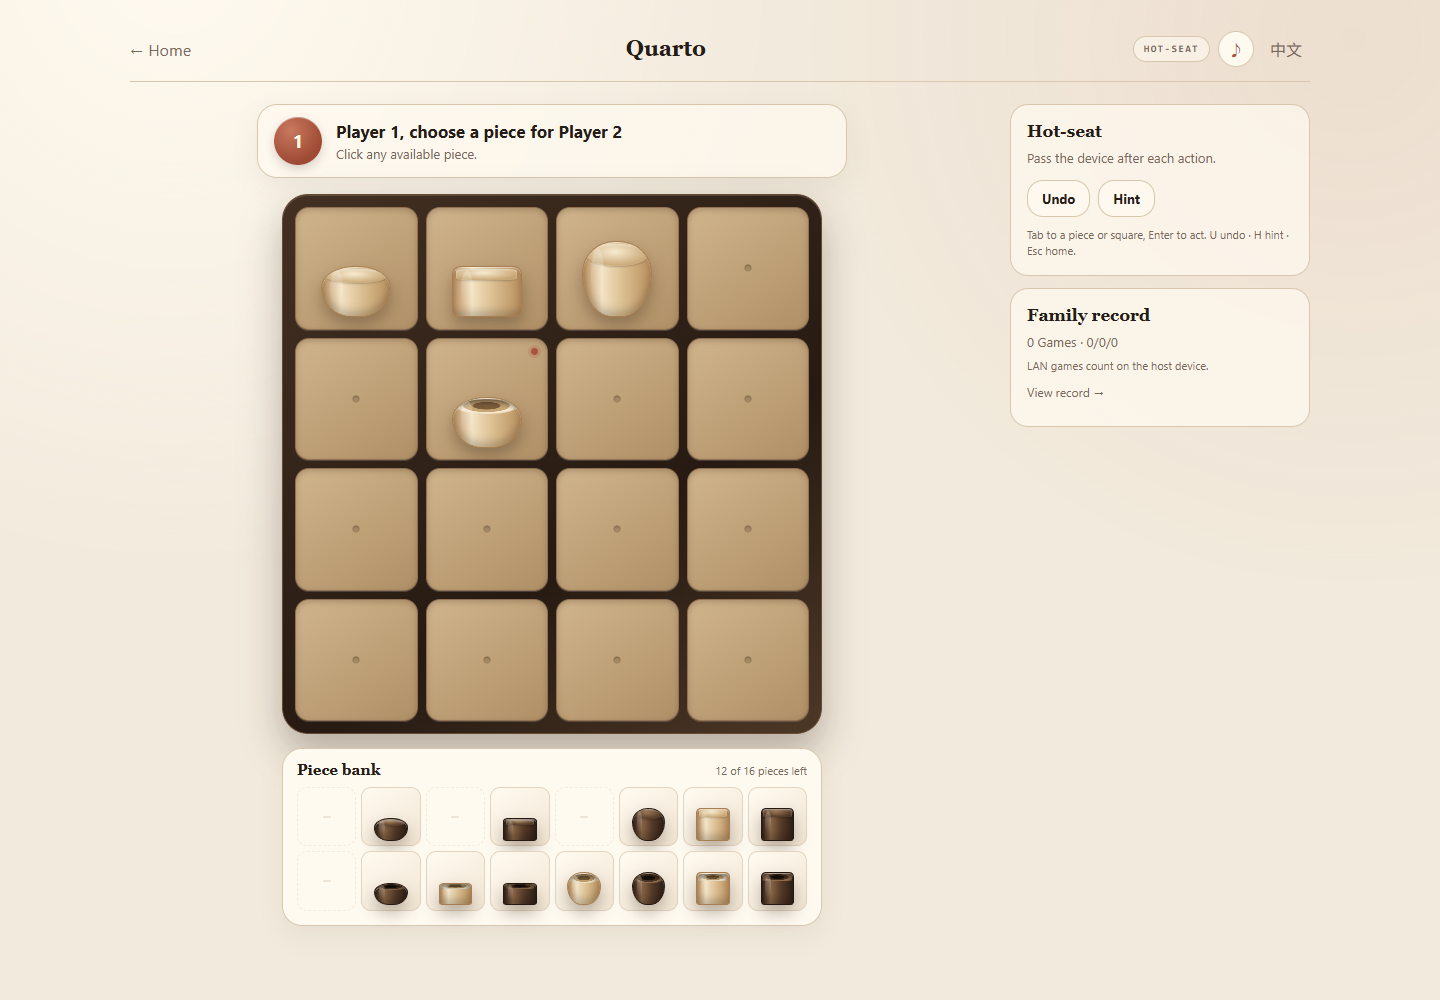 ← Home
Quarto
HOT-SEAT
♪
中文
1
Player 1, choose a piece for Player 2
Click any available piece.
Hot-seat
Pass the device after each action.
Undo
Hint
Tab to a piece or square, Enter to act. U undo · H hint ·
Esc home.
Family record
0 Games · 0/0/0
LAN games count on the host device.
View record →
Piece bank
12 of 16 pieces left